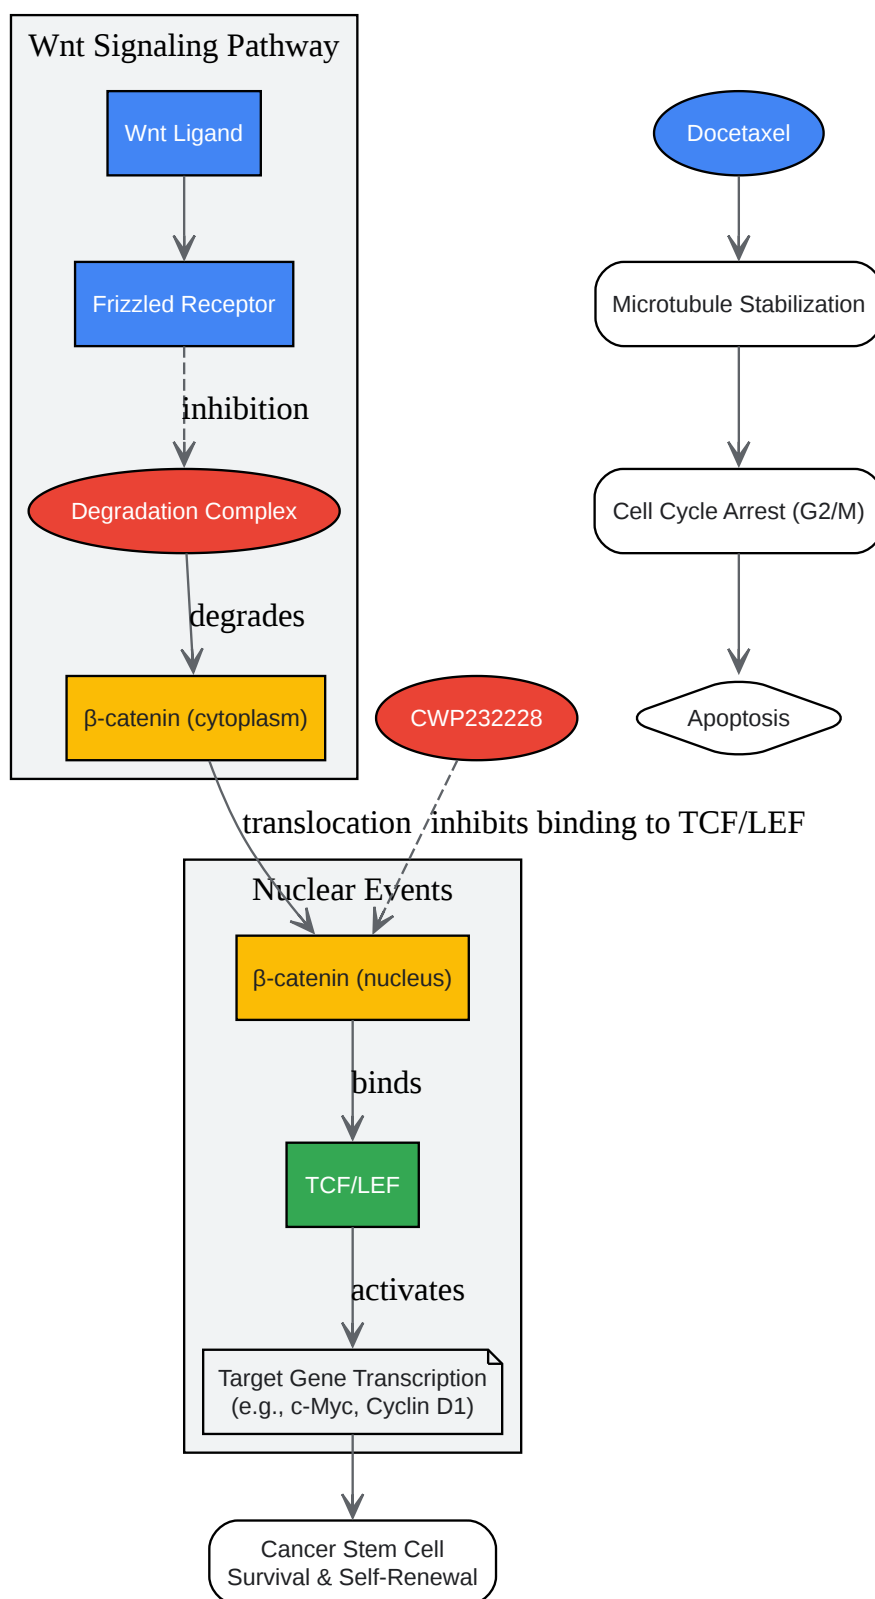 Wnt Signaling Pathway
Wnt Ligand
Frizzled Receptor
inhibition
Degradation Complex
degrades
β-catenin (cytoplasm)
translocation
Nuclear Events
β-catenin (nucleus)
binds
TCF/LEF
activates
Target Gene Transcription
(e.g., c-Myc, Cyclin D1)
Cancer Stem Cell
Survival & Self-Renewal
CWP232228
inhibits binding to TCF/LEF
Docetaxel
Microtubule Stabilization
Cell Cycle Arrest (G2/M)
Apoptosis